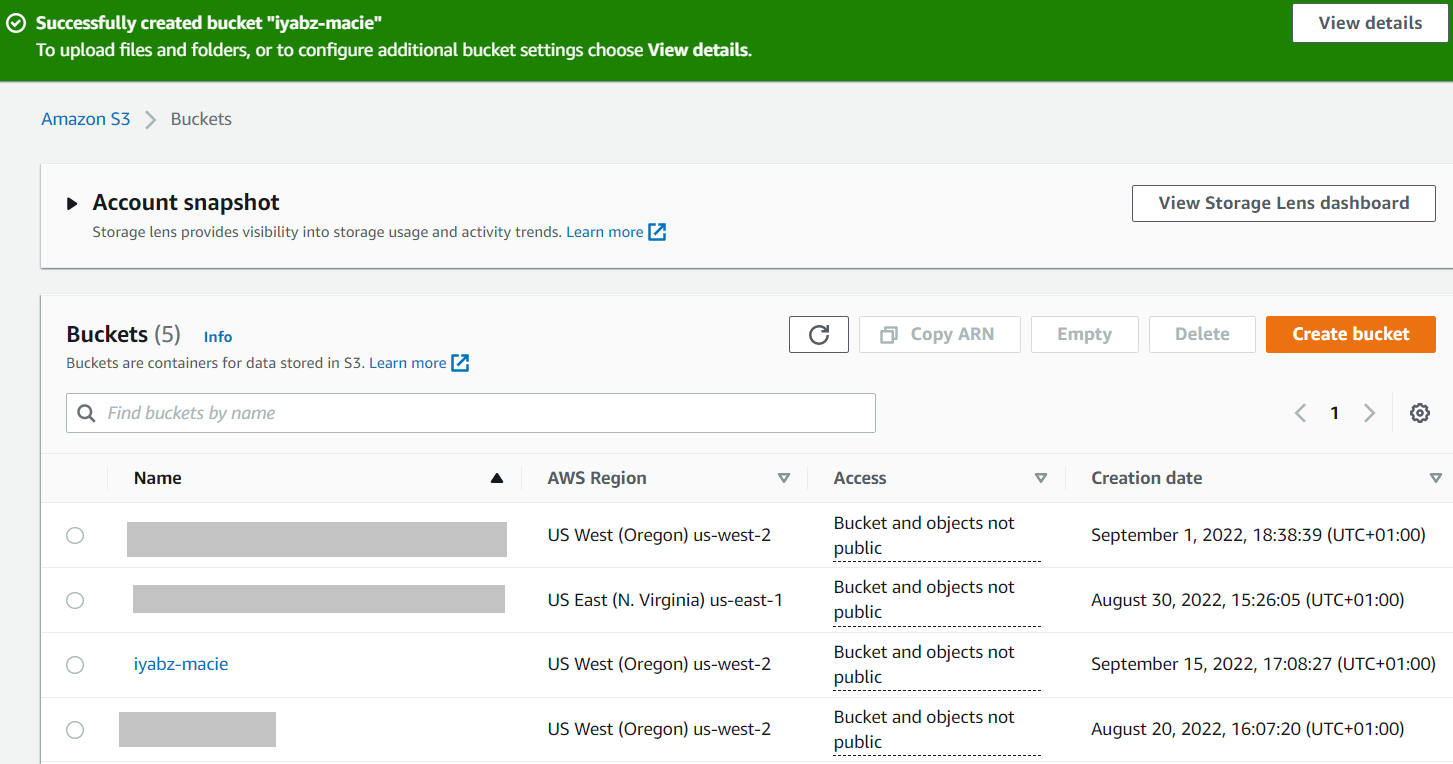 Successfully created bucket "iyabz-macie"
View details
To upload files and folders, or to configure additional bucket settings choose View details.
Amazon S3 Buckets
Account snapshot
View Storage Lens dashboard
Storage lens provides visibility into storage usage and activity trends. Learn more
Buckets (5) Info
Copy ARN Empty Delete Create bucket
Buckets are containers for data stored in S3. Learn more
Find buckets by name
1
Name AWS Region Access Creation date
US West (Oregon) us-west-2 Bucket and objects not September 1, 2022, 18:38:39 (UTC+01:00)
public
US East (N. Virginia) us-east-1 Bucket and objects not August 30, 2022, 15:26:05 (UTC+01:00)
public
iyabz-macie US West (Oregon) us-west-2 Bucket and objects not September 15, 2022, 17:08:27 (UTC+01:00)
public
US West (Oregon) us-west-2 Bucket and objects not August 20, 2022, 16:07:20 (UTC+01:00)
public